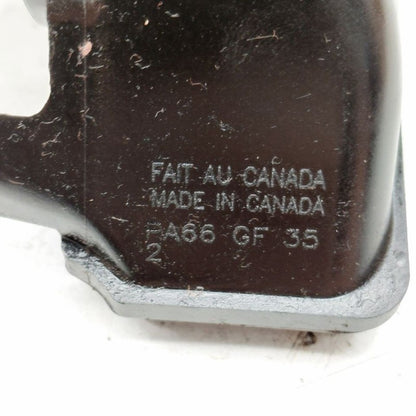 FAIT AU CANADA
MADE IN CANADA
PA66 GF 35
2